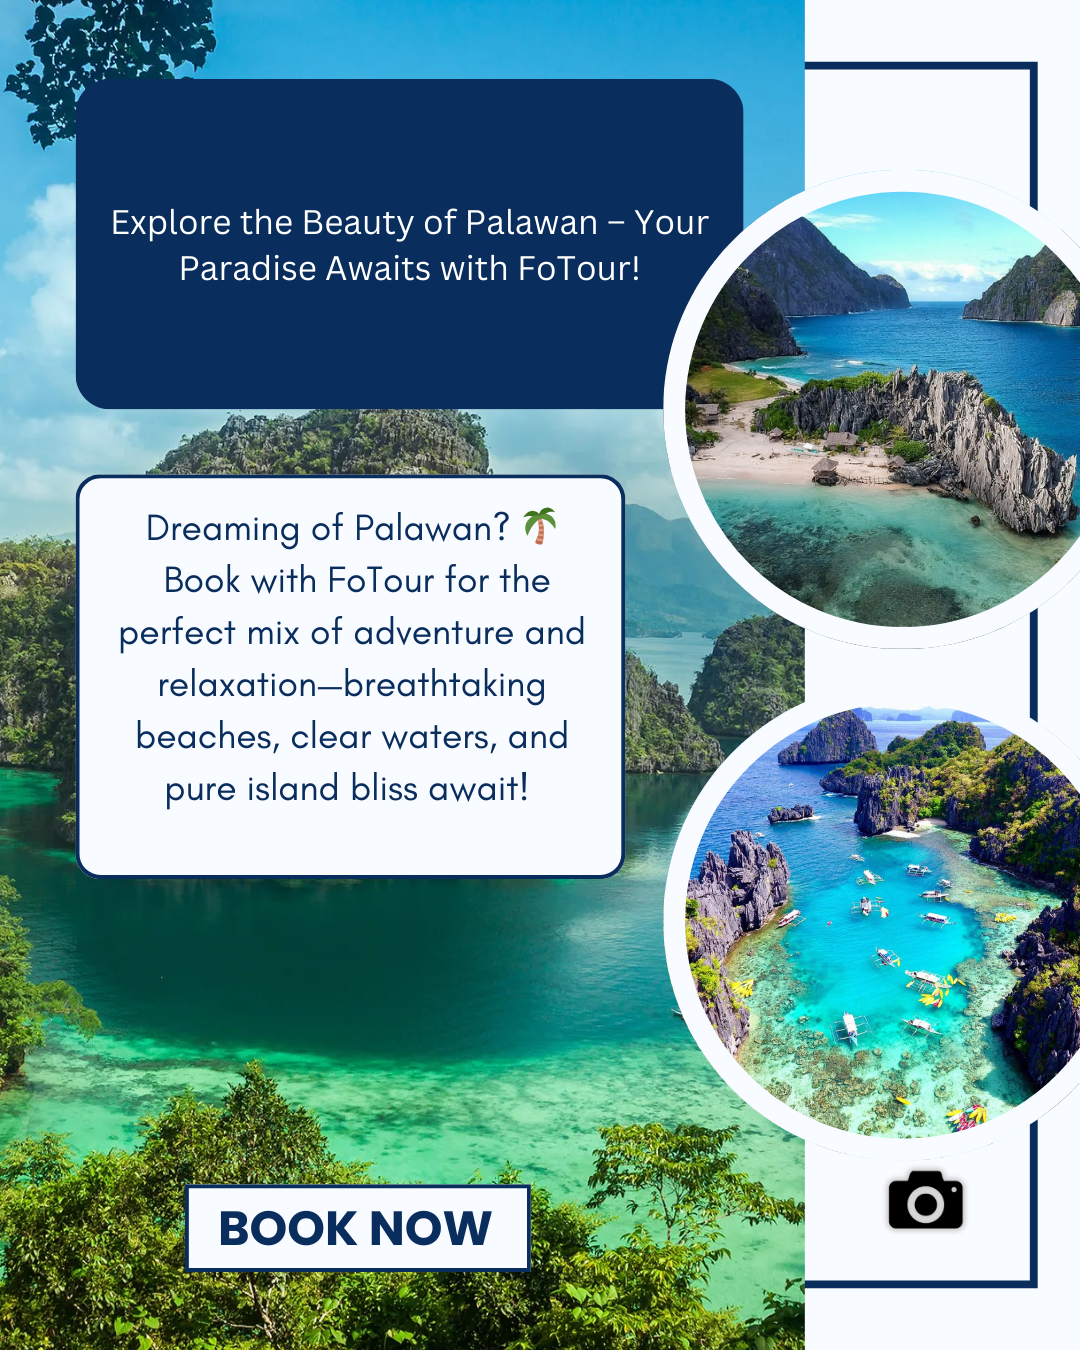 Explore the Beauty of Palawan – Your
Paradise Awaits with FoTour!
Dreaming of Palawan? 🌴
Book with FoTour for the
perfect mix of adventure and
relaxation—breathtaking
beaches, clear waters, and
pure island bliss await!
BOOK NOW